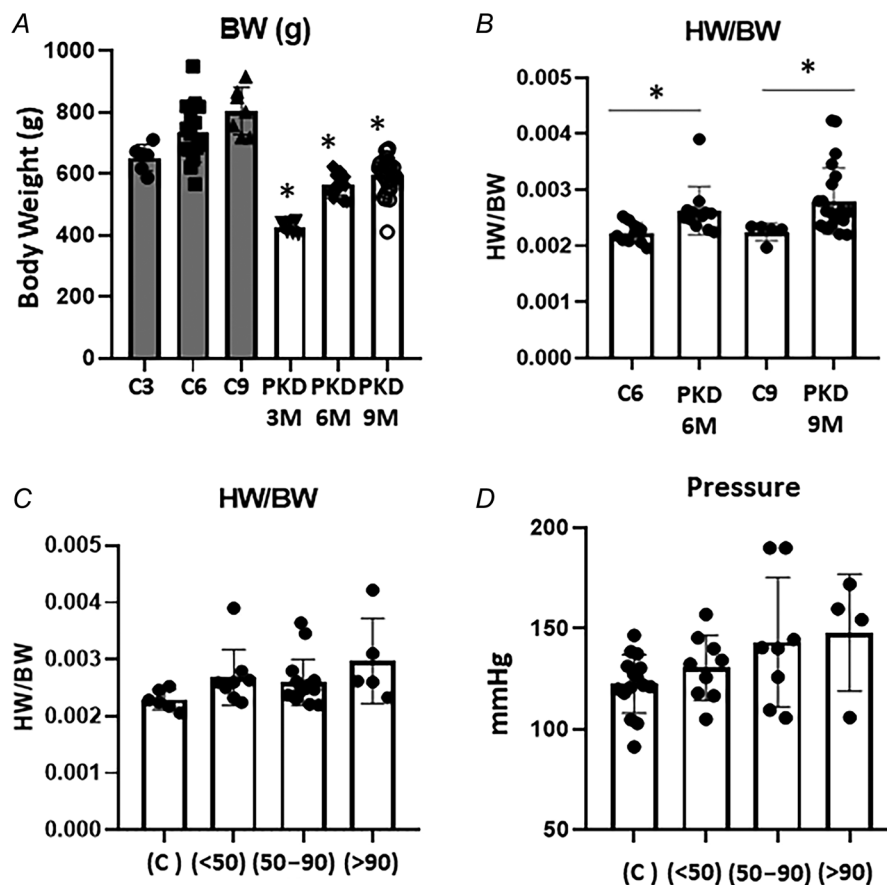 A
BW (g)
Body Weight (g)
1000
800
600
400
200
0
* * *
C3 C6 C9 PKD PKD PKD
3M 6M 9M
B
HW/BW
HW/BW
0.005
0.004
0.003
0.002
0.001
0.000
* *
C6 PKD C9 PKD
6M 9M
C
HW/BW
HW/BW
0.005
0.004
0.003
0.002
0.001
0.000
(C ) (<50) (50–90) (>90)
D
Pressure
mmHg
200
150
100
50
(C ) (<50) (50–90) (>90)